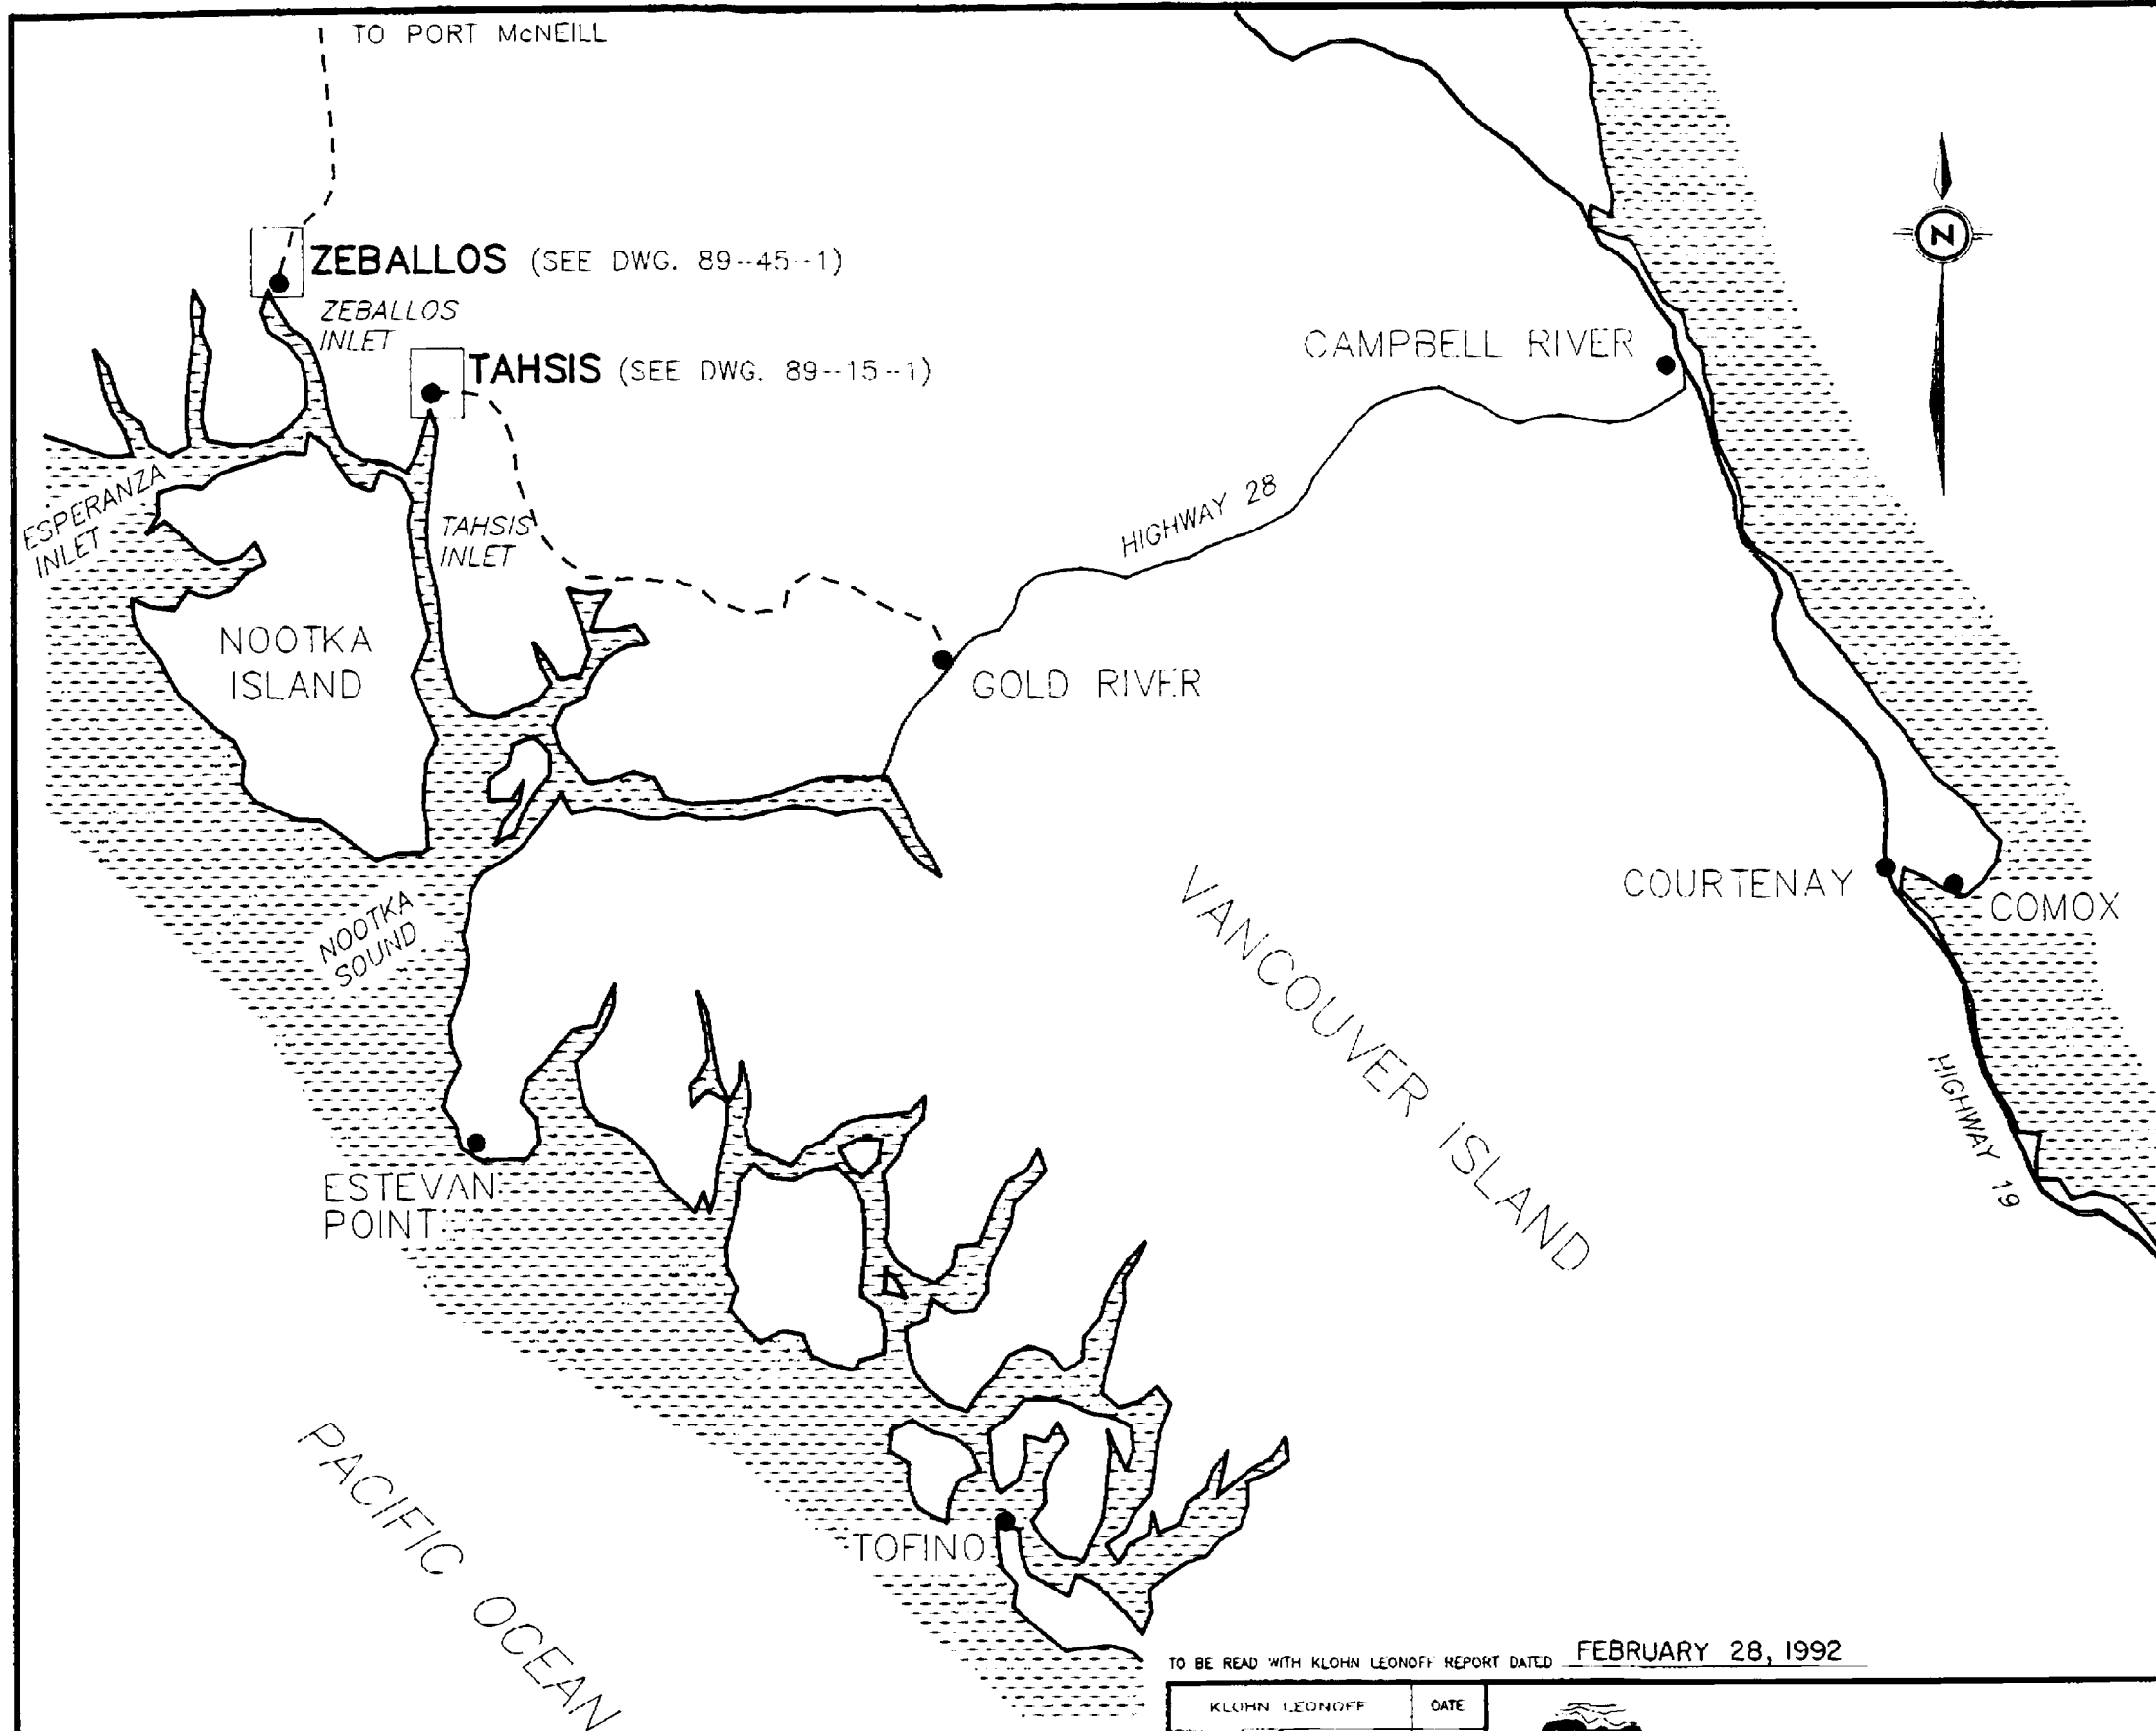 TO PORT McNEILL
ZEBALLOS (SEE DWG. 89--45--1)
ZEBALLOS
INLET
TAHSIS (SEE DWG. 89--15--1)
CAMPBELL RIVER
ESPERANZA
INLET
TAHSIS
INLET
HIGHWAY 28
N
NOOTKA
ISLAND
GOLD RIVER
NOOTKA
SOUND
VANCOUVER ISLAND
COURTENAY
COMOX
HIGHWAY 19
ESTEVAN
POINT
PACIFIC OCEAN
TOFINO
TO BE READ WITH KLOHN LEONOFF REPORT DATED FEBRUARY 28, 1992
KLOHN LEONOFF DATE